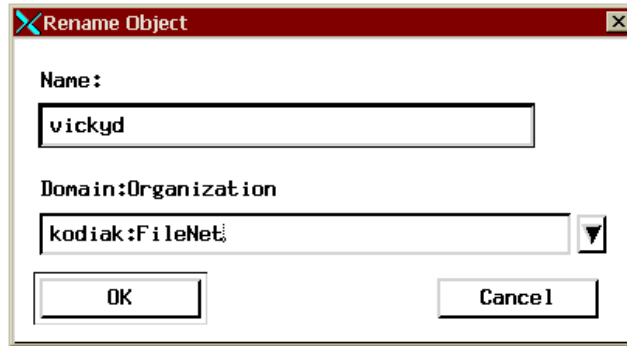 Rename Object
Name:
vickyd
Domain:Organization
kodiak:FileNet
OK
Cancel